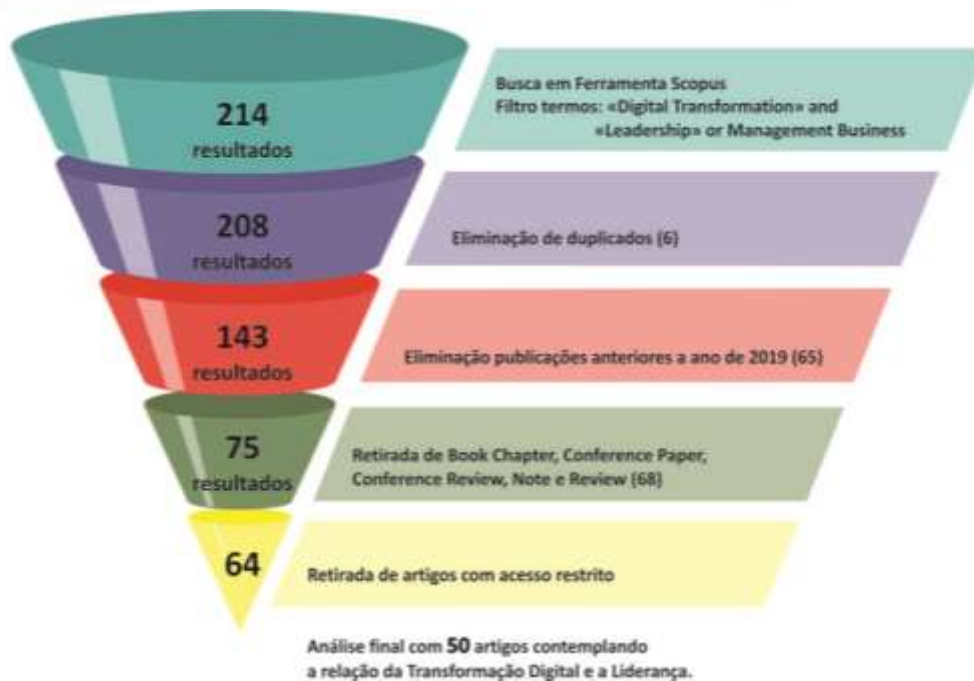 214
resultados
Busca em Ferramenta Scopus
Filtro termos: «Digital Transformation» and
«Leadership» or Management Business
208
resultados
Eliminação de duplicados (6)
143
resultados
Eliminação publicações anteriores a ano de 2019 (65)
75
resultados
Retirada de Book Chapter, Conference Paper,
Conference Review, Note e Review (68)
64
Retirada de artigos com acesso restrito
Análise final com 50 artigos contemplando
a relação da Transformação Digital e a Liderança.